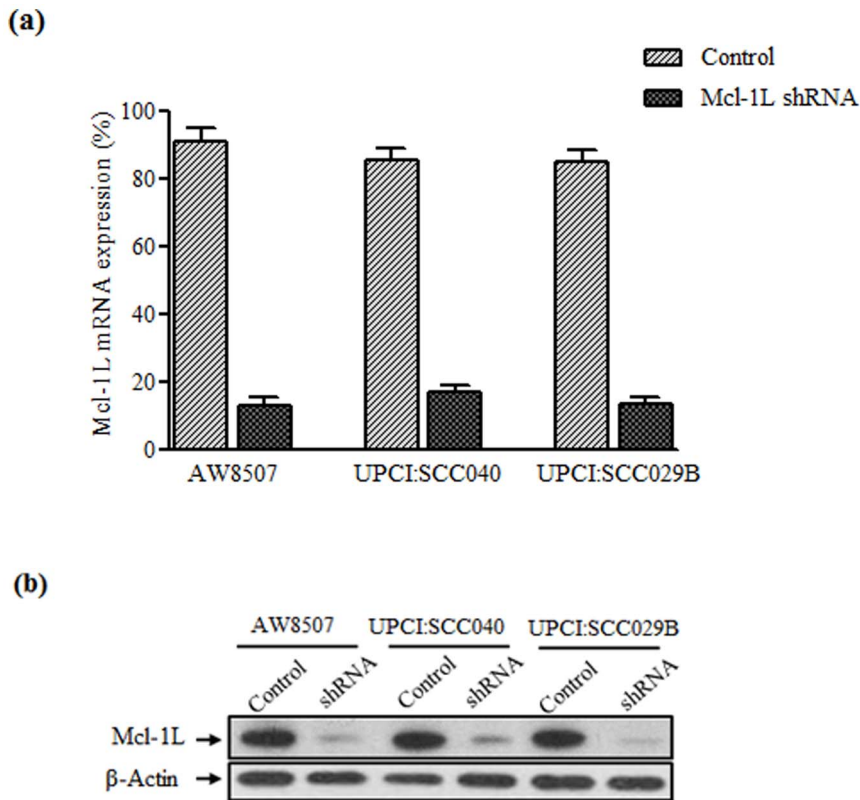 (a)
Control
Mcl-1L shRNA
Mcl-1L mRNA expression (%)
100
80
60
40
20
0
AW8507 UPCI:SCC040 UPCI:SCC029B
(b)
AW8507 UPCI:SCC040 UPCI:SCC029B
Control shRNA Control shRNA Control shRNA
Mcl-1L
β-Actin